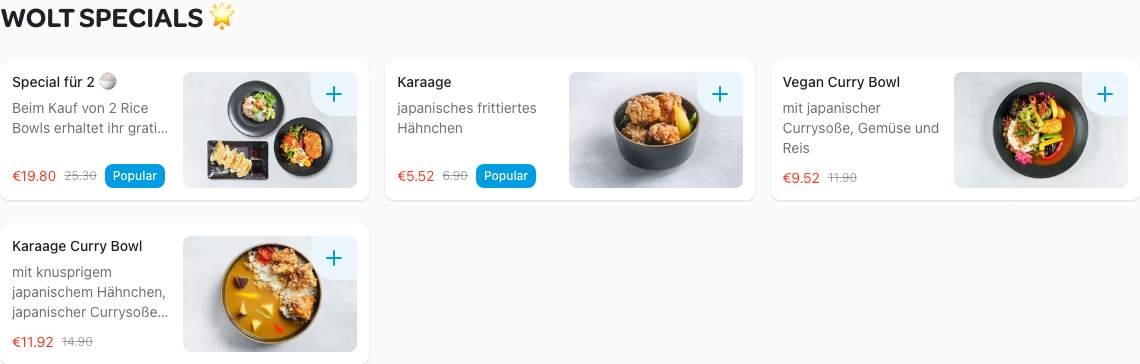 WOLT SPECIALS 🌟
Special für 2 🍚
Beim Kauf von 2 Rice
Bowls erhaltet ihr grati...
€19.80 25.30 Popular
Karaage
japanisches frittiertes
Hähnchen
€5.52 6.90 Popular
Vegan Curry Bowl
mit japanischer
Currysoße, Gemüse und
Reis
€9.52 11.90
Karaage Curry Bowl
mit knusprigem
japanischem Hähnchen,
japanischer Currysoße...
€11.92 14.90